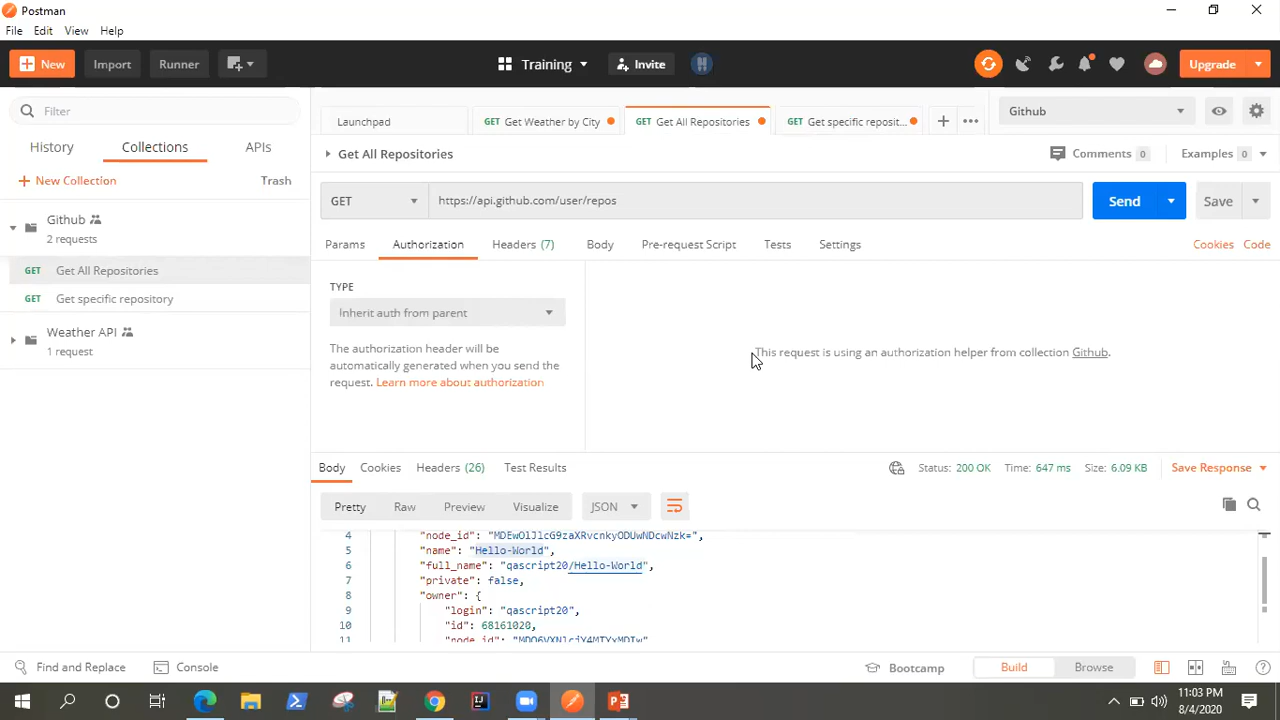 Postman
File Edit View Help
New Import Runner Training Invite Upgrade
Filter
Launchpad GET Get Weather by City GET Get All Repositories GET Get specific reposit... Github
History Collections APIs
Get All Repositories Comments 0 Examples 0
New Collection Trash
GET https://api.github.com/user/repos Send Save
Github
2 requests
Params Authorization Headers (7) Body Pre-request Script Tests Settings Cookies Code
GET Get All Repositories
GET Get specific repository
Weather API
1 request
TYPE
Inherit auth from parent
The authorization header will be
automatically generated when you send the
request. Learn more about authorization
This request is using an authorization helper from collection Github.
Body Cookies Headers (26) Test Results Status: 200 OK Time: 647 ms Size: 6.09 KB Save Response
Pretty Raw Preview Visualize JSON
5 "name": "Hello-World",
6 "full_name": "qascript20/Hello-World",
7 "private": false,
8 "owner": {
9 "login": "qascript20",
10 "id": 68161020,
11
Find and Replace Console Bootcamp Build Browse
11:03 PM
8/4/2020